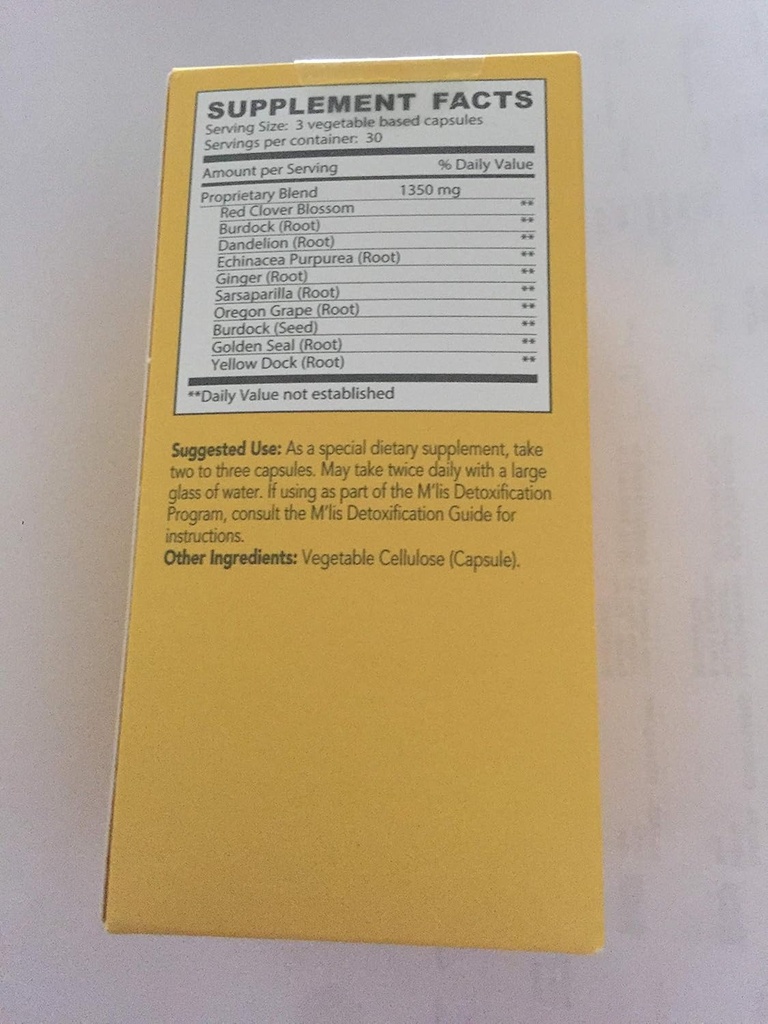 SUPPLEMENT FACTS
Serving Size: 3 vegetable based capsules
Servings per container: 30
Amount per Serving % Daily Value
Proprietary Blend 1350 mg
Red Clover Blossom **
Burdock (Root) **
Dandelion (Root) **
Echinacea Purpurea (Root) **
Ginger (Root) **
Sarsaparilla (Root) **
Oregon Grape (Root) **
Burdock (Seed) **
Golden Seal (Root) **
Yellow Dock (Root) **
**Daily Value not established
Suggested Use: As a special dietary supplement, take
two to three capsules. May take twice daily with a large
glass of water. If using as part of the M'lis Detoxification
Program, consult the M'lis Detoxification Guide for
instructions.
Other Ingredients: Vegetable Cellulose (Capsule).